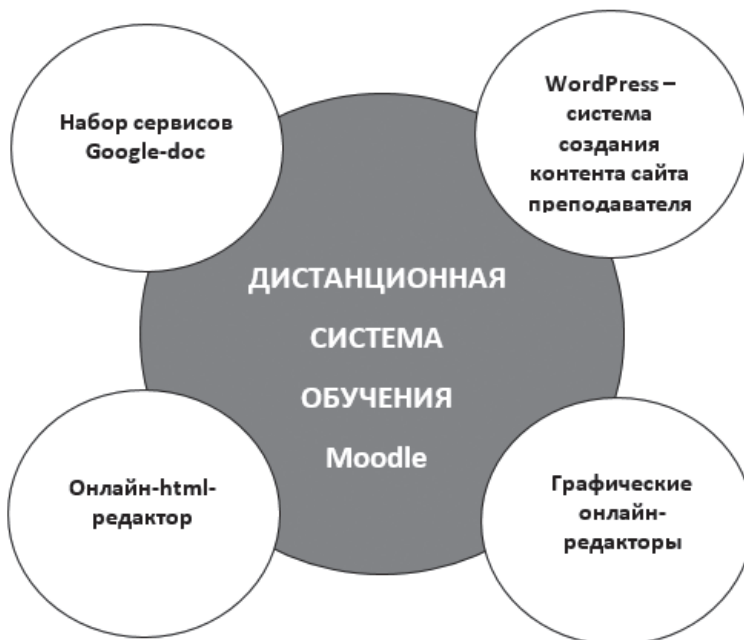 Набор сервисов
Google-doc
WordPress –
система
создания
контента сайта
преподавателя
ДИСТАНЦИОННАЯ
СИСТЕМА
ОБУЧЕНИЯ
Moodle
Онлайн-html-
редактор
Графические
онлайн-
редакторы